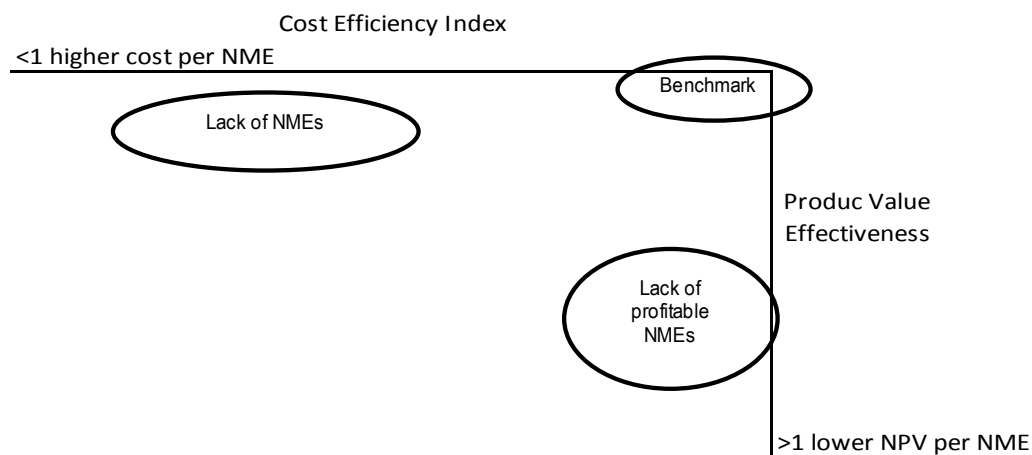 Cost Efficiency Index
<1 higher cost per NME
Benchmark
Lack of NMEs
Produc Value
Effectiveness
Lack of
profitable
NMEs
>1 lower NPV per NME